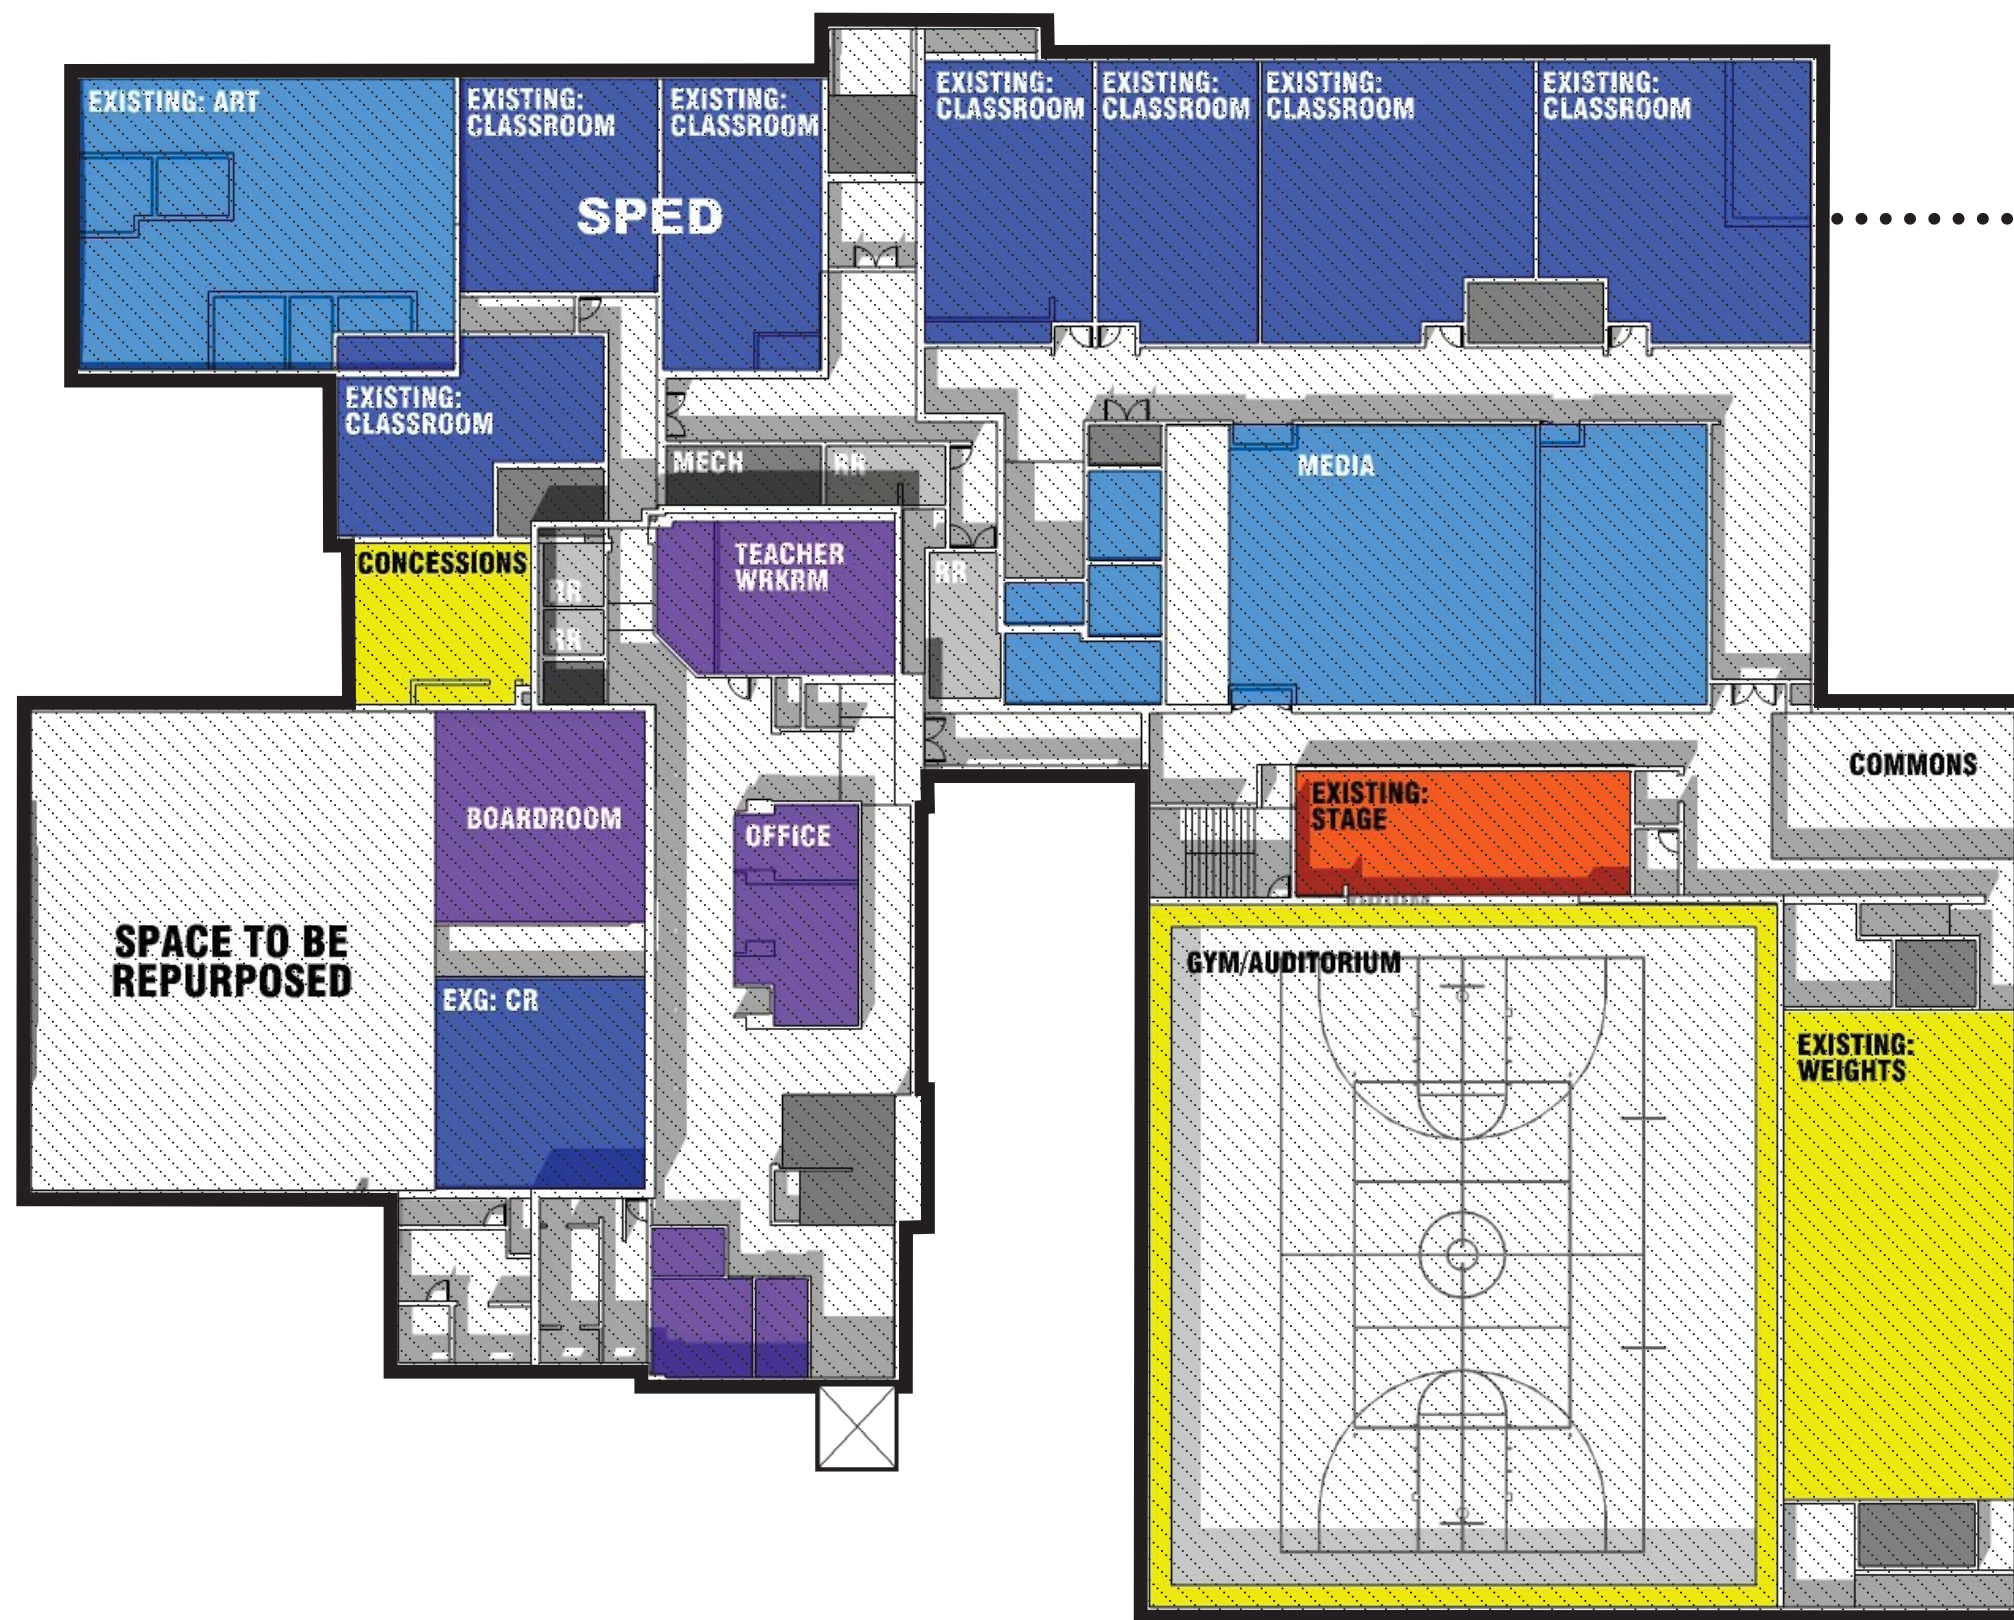 EXISTING: ART
EXISTING:
CLASSROOM
EXISTING:
CLASSROOM
SPED
EXISTING:
CLASSROOM
EXISTING:
CLASSROOM
EXISTING:
CLASSROOM
EXISTING:
CLASSROOM
EXISTING:
CLASSROOM
MECH
RR
MEDIA
CONCESSIONS
RR
RR
TEACHER
WRKRM
RR
BOARDROOM
OFFICE
EXISTING:
STAGE
COMMONS
SPACE TO BE
REPURPOSED
EXG: CR
GYM/AUDITORIUM
EXISTING:
WEIGHTS